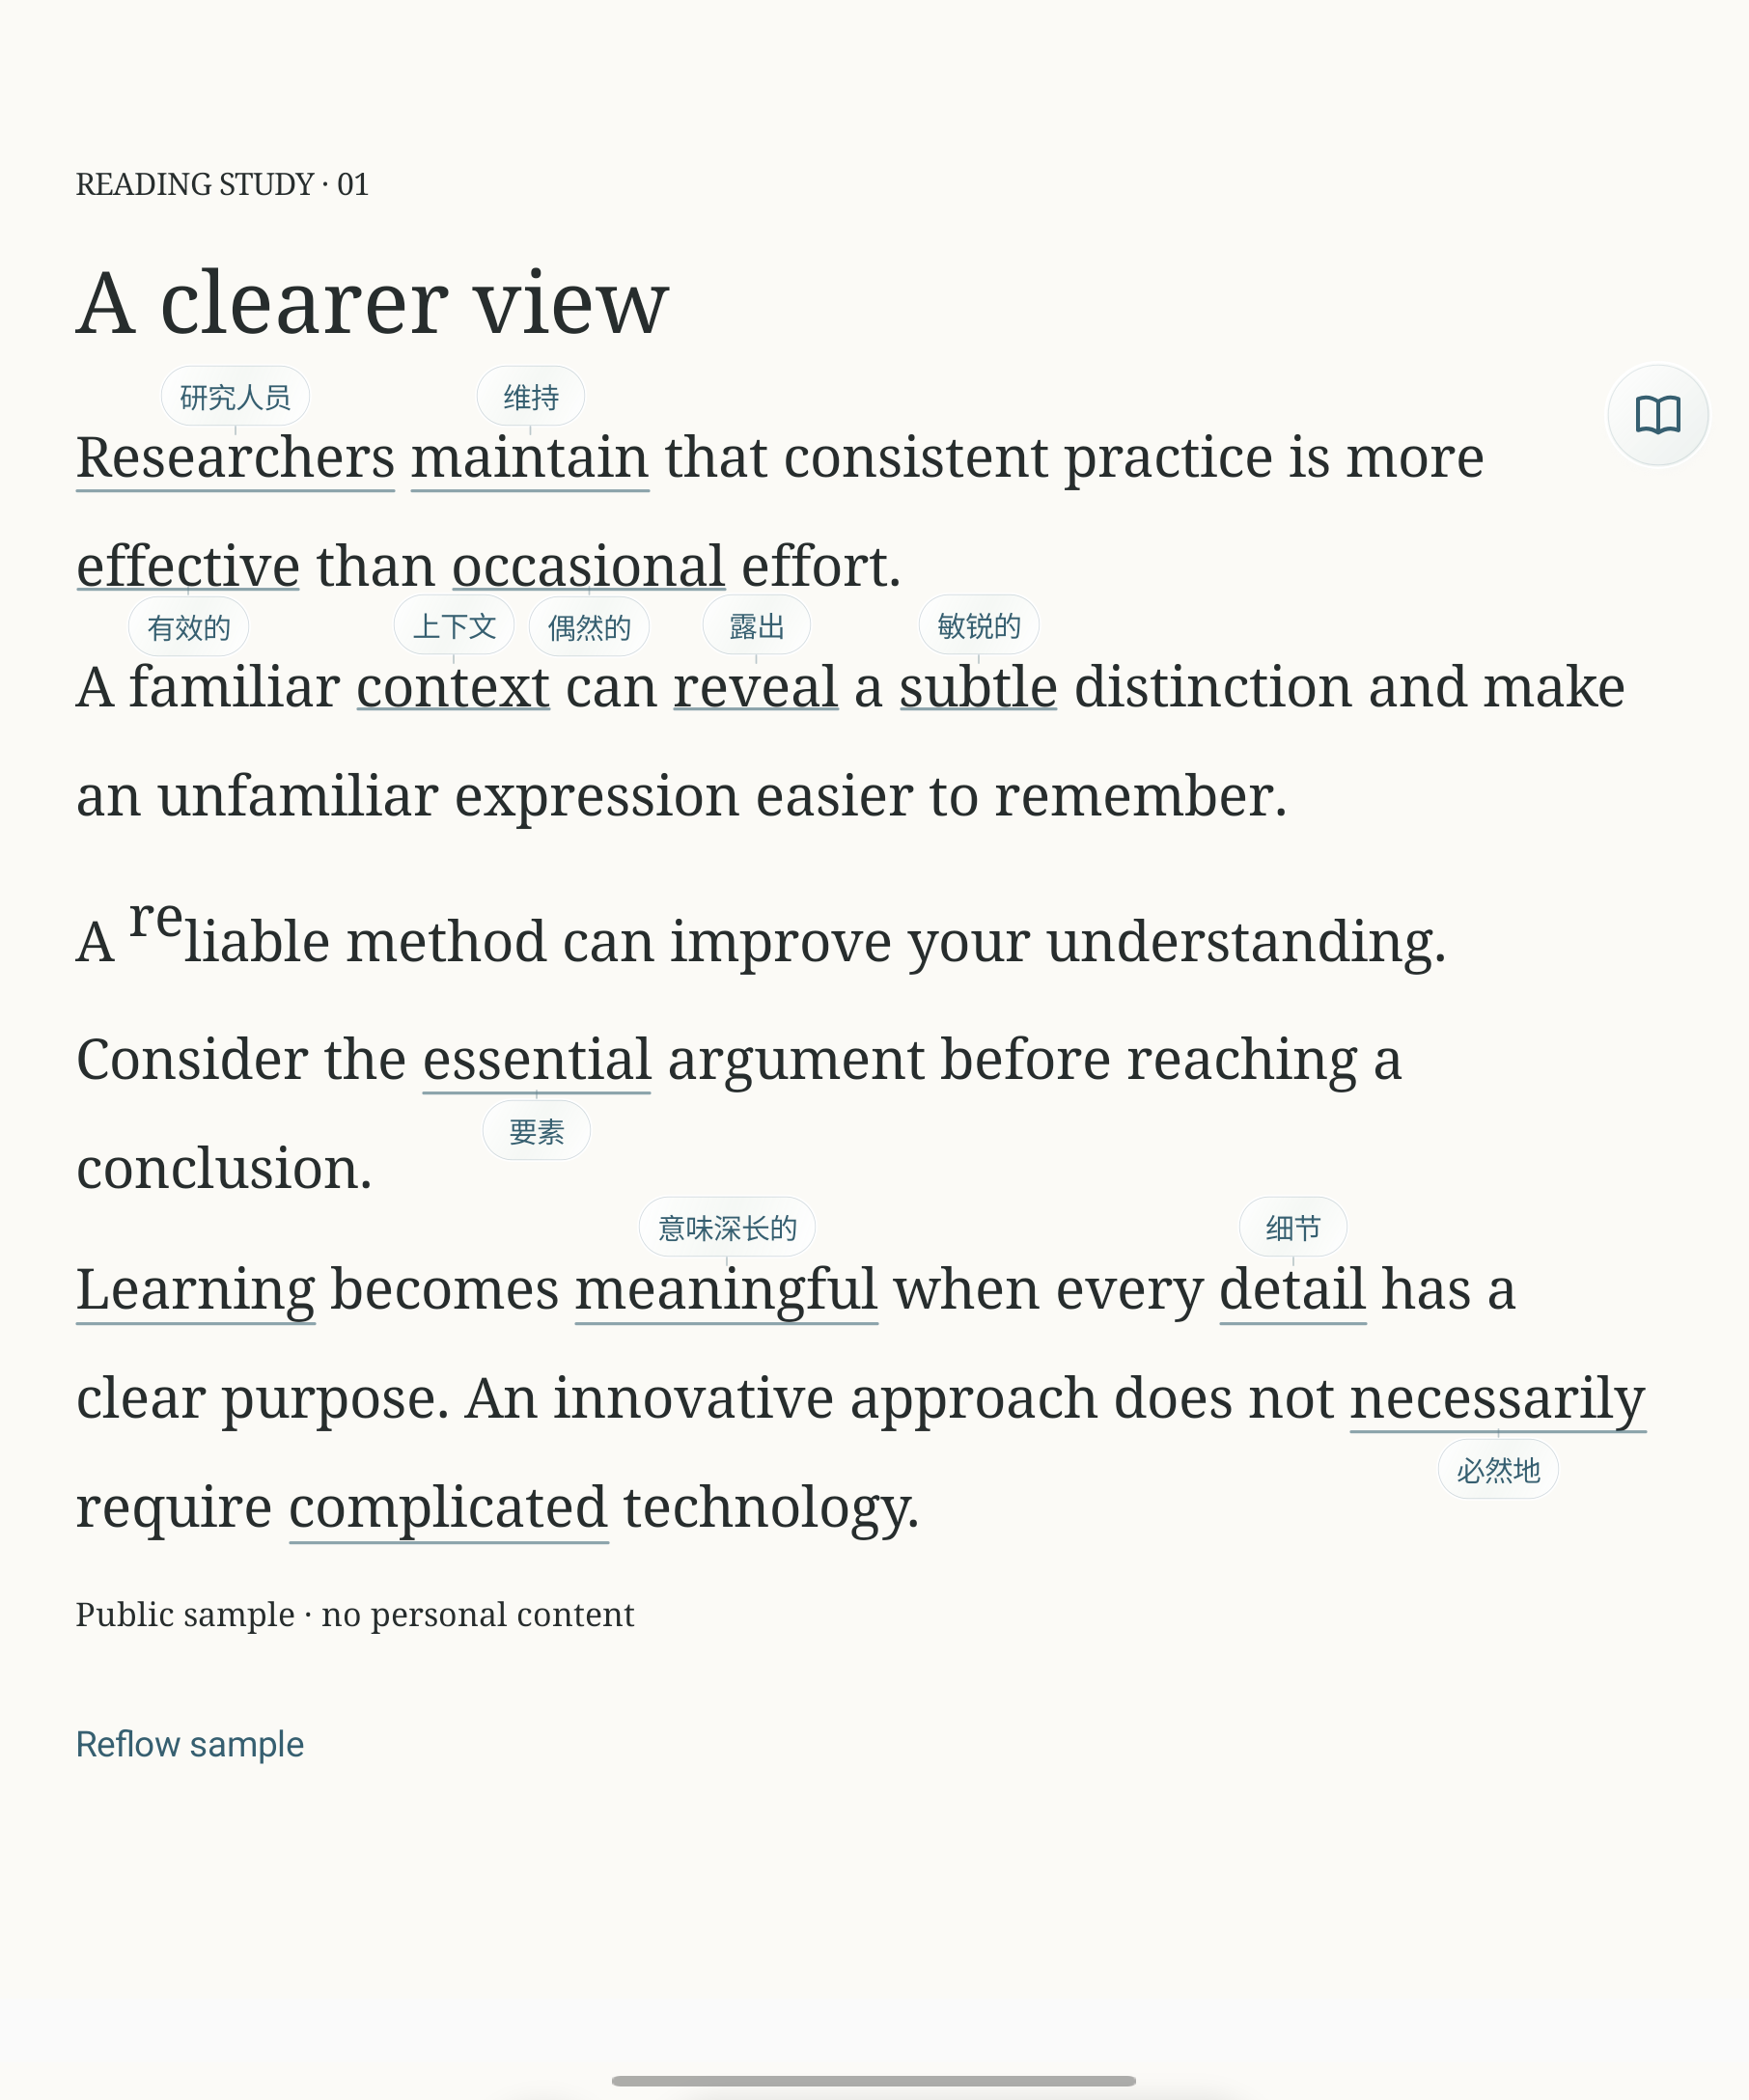 READING STUDY · 01
A clearer view
研究人员 维持
Researchers maintain that consistent practice is more
effective than occasional effort.
有效的 上下文 偶然的 露出 敏锐的
A familiar context can reveal a subtle distinction and make
an unfamiliar expression easier to remember.
A reliable method can improve your understanding.
Consider the essential argument before reaching a
要素
conclusion.
意味深长的 细节
Learning becomes meaningful when every detail has a
clear purpose. An innovative approach does not necessarily
必然地
require complicated technology.
Public sample · no personal content
Reflow sample